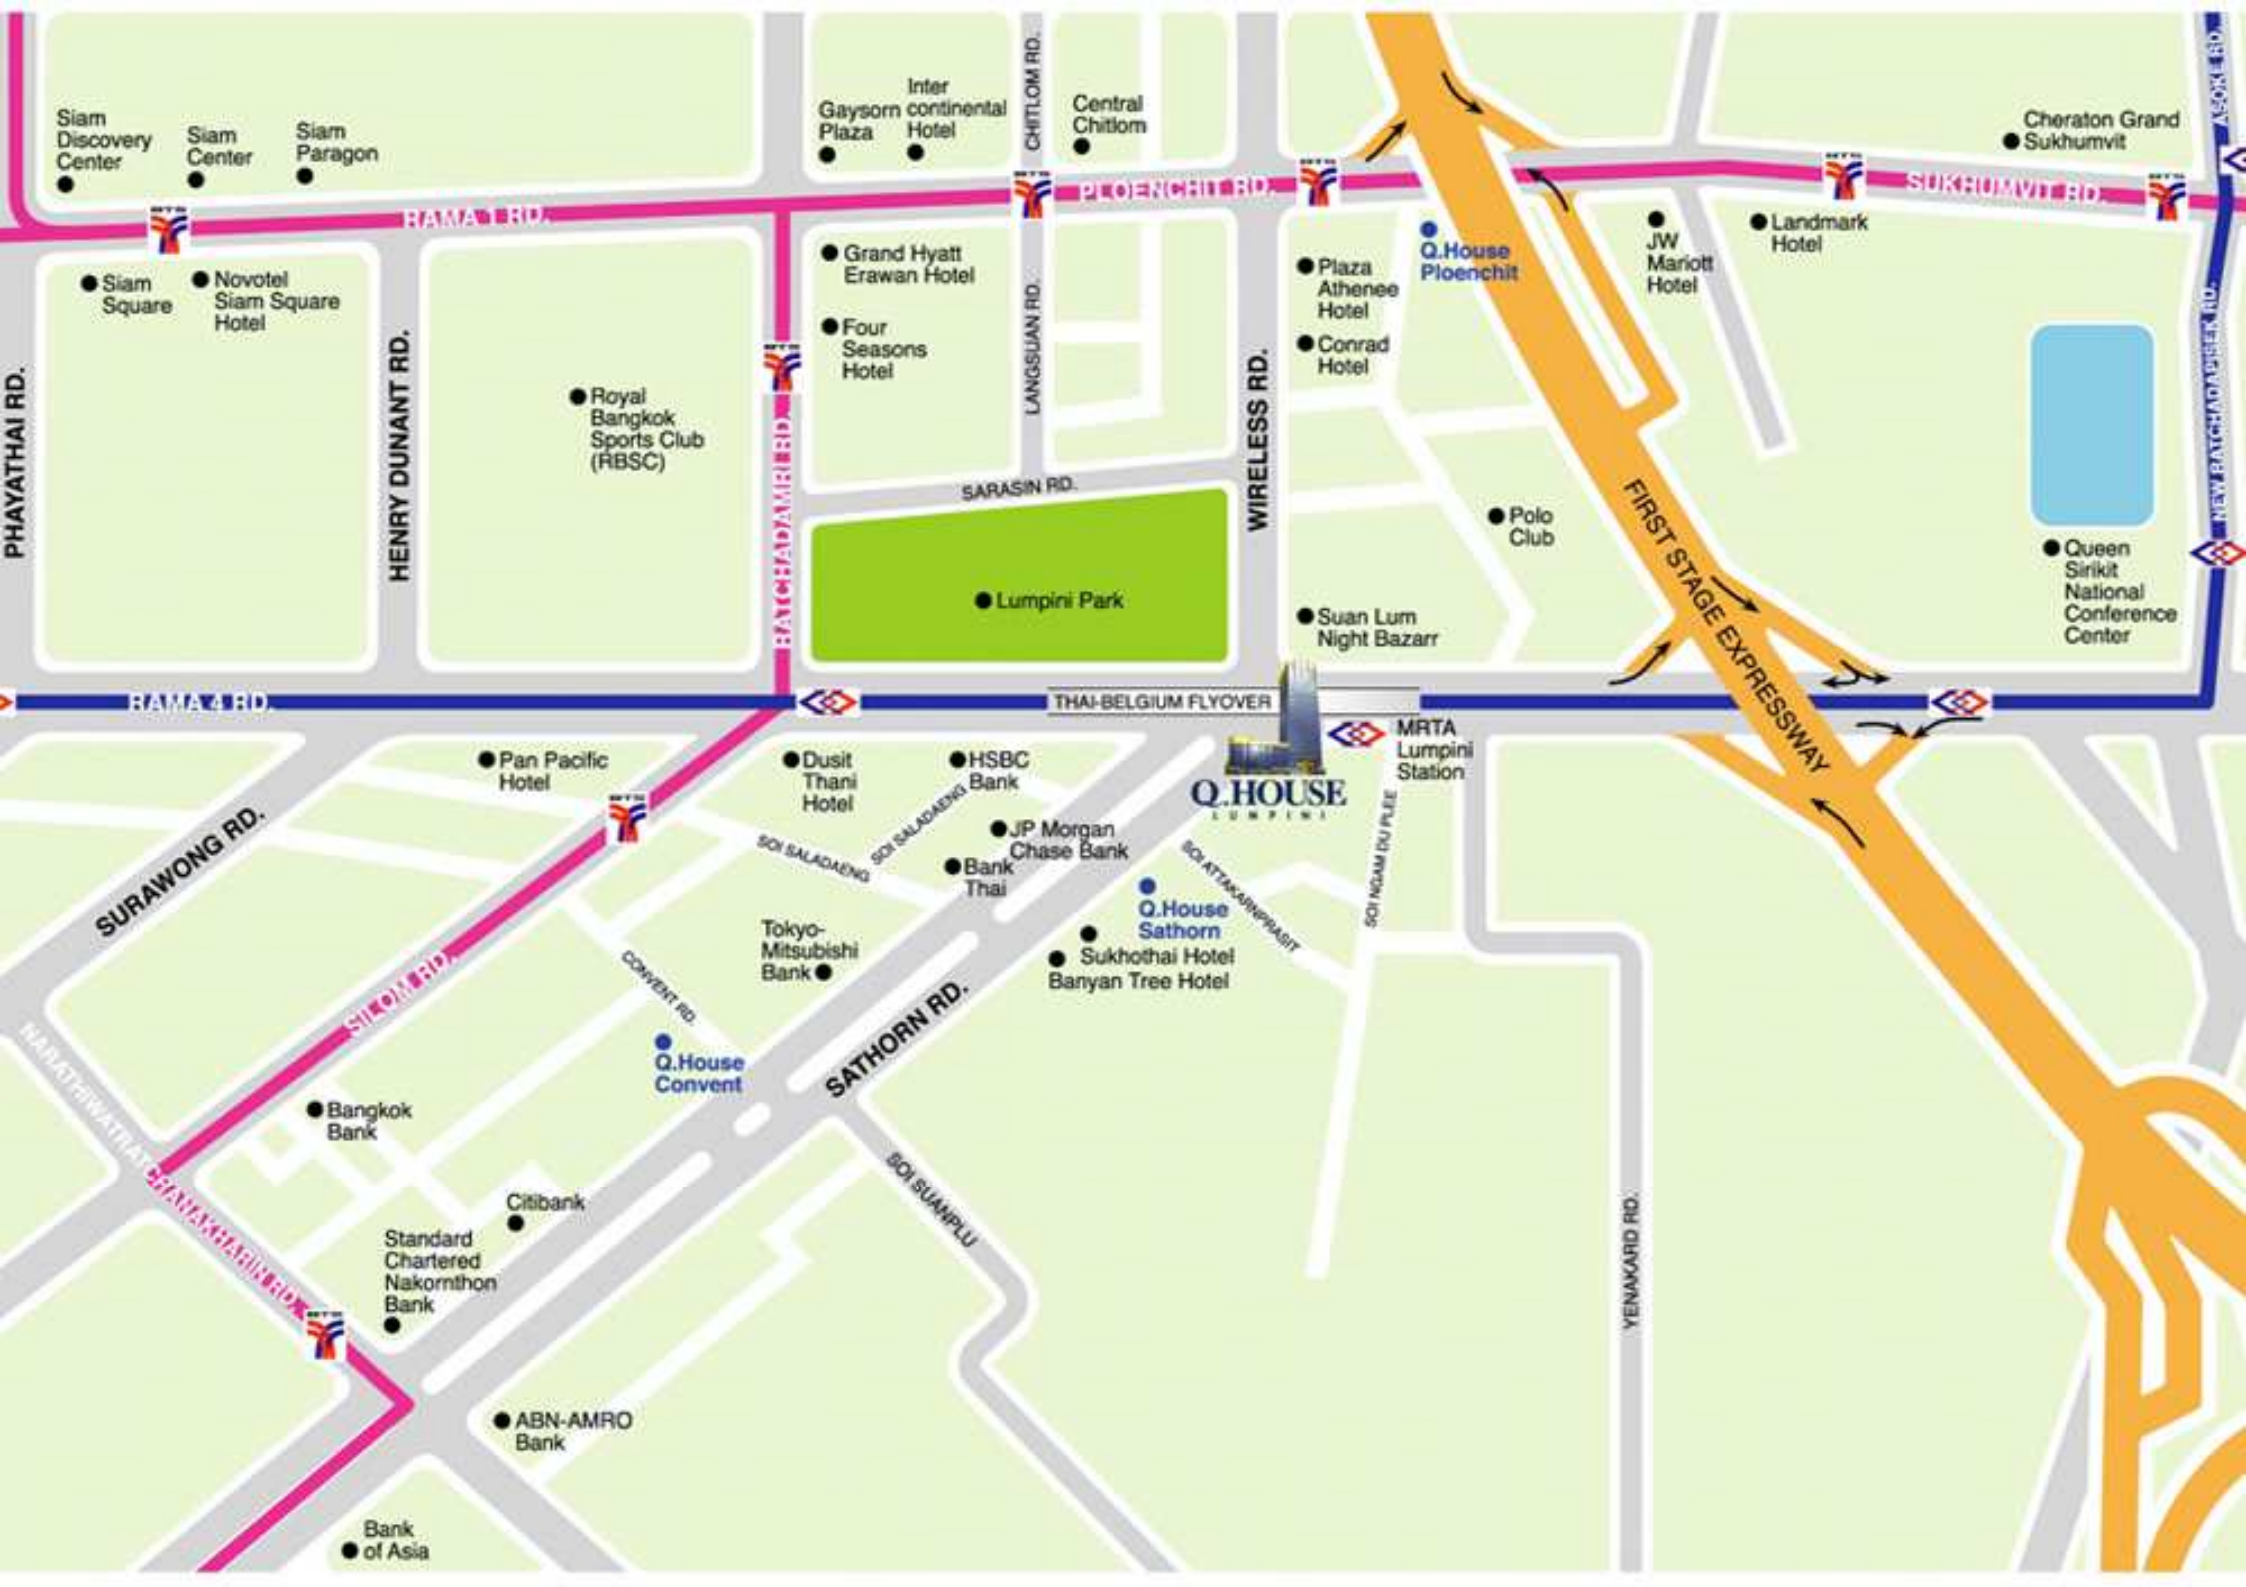 Siam
Discovery
Center
Siam
Center
Siam
Paragon
Gaysorn
Plaza
Inter
continental
Hotel
CHITLOM RD.
Central
Chitlom
Cheraton Grand
Sukhumvit
ASOKE RD.
BTS
BTS
BTS
BTS
BTS
RAMA 1 RD.
PLOENCHIT RD.
SUKHUMVIT RD.
Siam
Square
Novotel
Siam Square
Hotel
Grand Hyatt
Erawan Hotel
Four
Seasons
Hotel
LANGSUAN RD.
Plaza
Athenee
Hotel
Conrad
Hotel
Q.House
Ploenchit
JW
Mariott
Hotel
Landmark
Hotel
NEW RATCHADAPISEK RD.
PHAYATHAI RD.
HENRY DUNANT RD.
Royal
Bangkok
Sports Club
(RBSC)
BTS
RATCHADAMRI RD.
SARASIN RD.
WIRELESS RD.
Lumpini Park
Polo
Club
Suan Lum
Night Bazarr
FIRST STAGE EXPRESSWAY
Queen
Sirikit
National
Conference
Center
RAMA 4 RD.
THAI-BELGIUM FLYOVER
MRTA
Lumpini
Station
Q.HOUSE
LUMPINI
Pan Pacific
Hotel
Dusit
Thani
Hotel
HSBC
Bank
BTS
SURAWONG RD.
SOI SALADAENG
SOI SALADAENG
JP Morgan
Chase Bank
Bank
Thai
SOI ATTAKARNPRASIT
SOI NGAM DU PLEE
Q.House
Sathorn
Sukhothai Hotel
Banyan Tree Hotel
Tokyo-
Mitsubishi
Bank
SILOM RD.
CONVENT RD.
SATHORN RD.
Q.House
Convent
NARATHIWATRATCHANAKHARIN RD.
Bangkok
Bank
SOI SUANPLU
Citibank
Standard
Chartered
Nakornthon
Bank
BTS
YENAKARD RD.
ABN-AMRO
Bank
Bank
of Asia